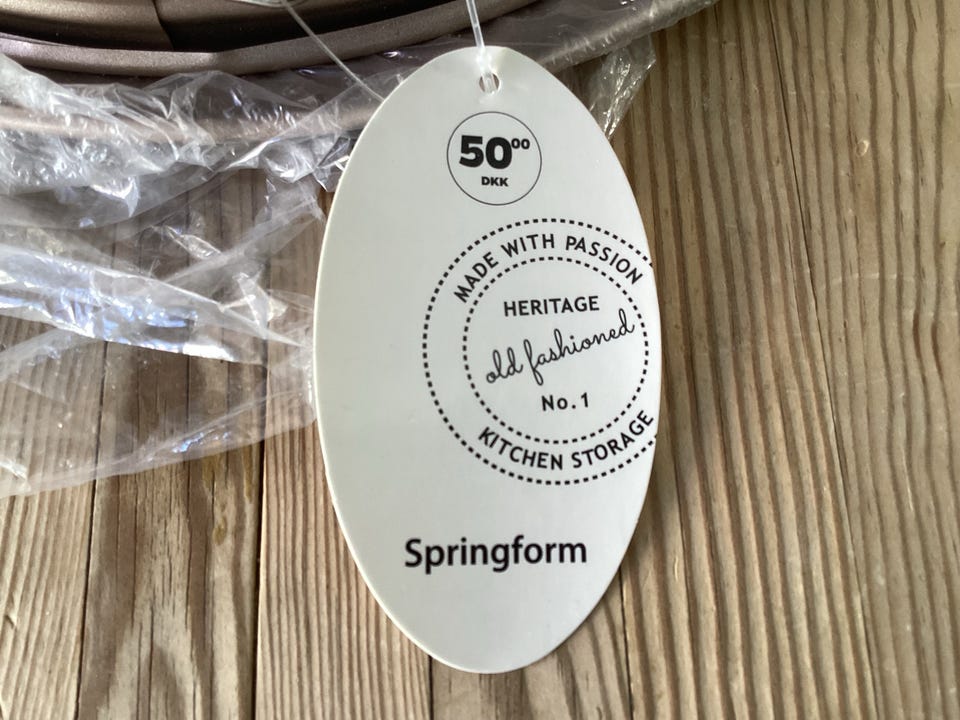 50⁰⁰
DKK
MADE WITH PASSION
HERITAGE
old fashioned
No. 1
KITCHEN STORAGE
Springform